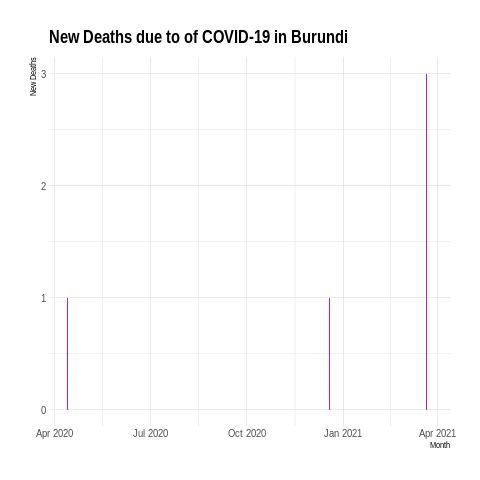 New Deaths due to of COVID-19 in Burundi
New Deaths
3
2
1
0
Apr 2020 Jul 2020 Oct 2020 Jan 2021 Apr 2021
Month